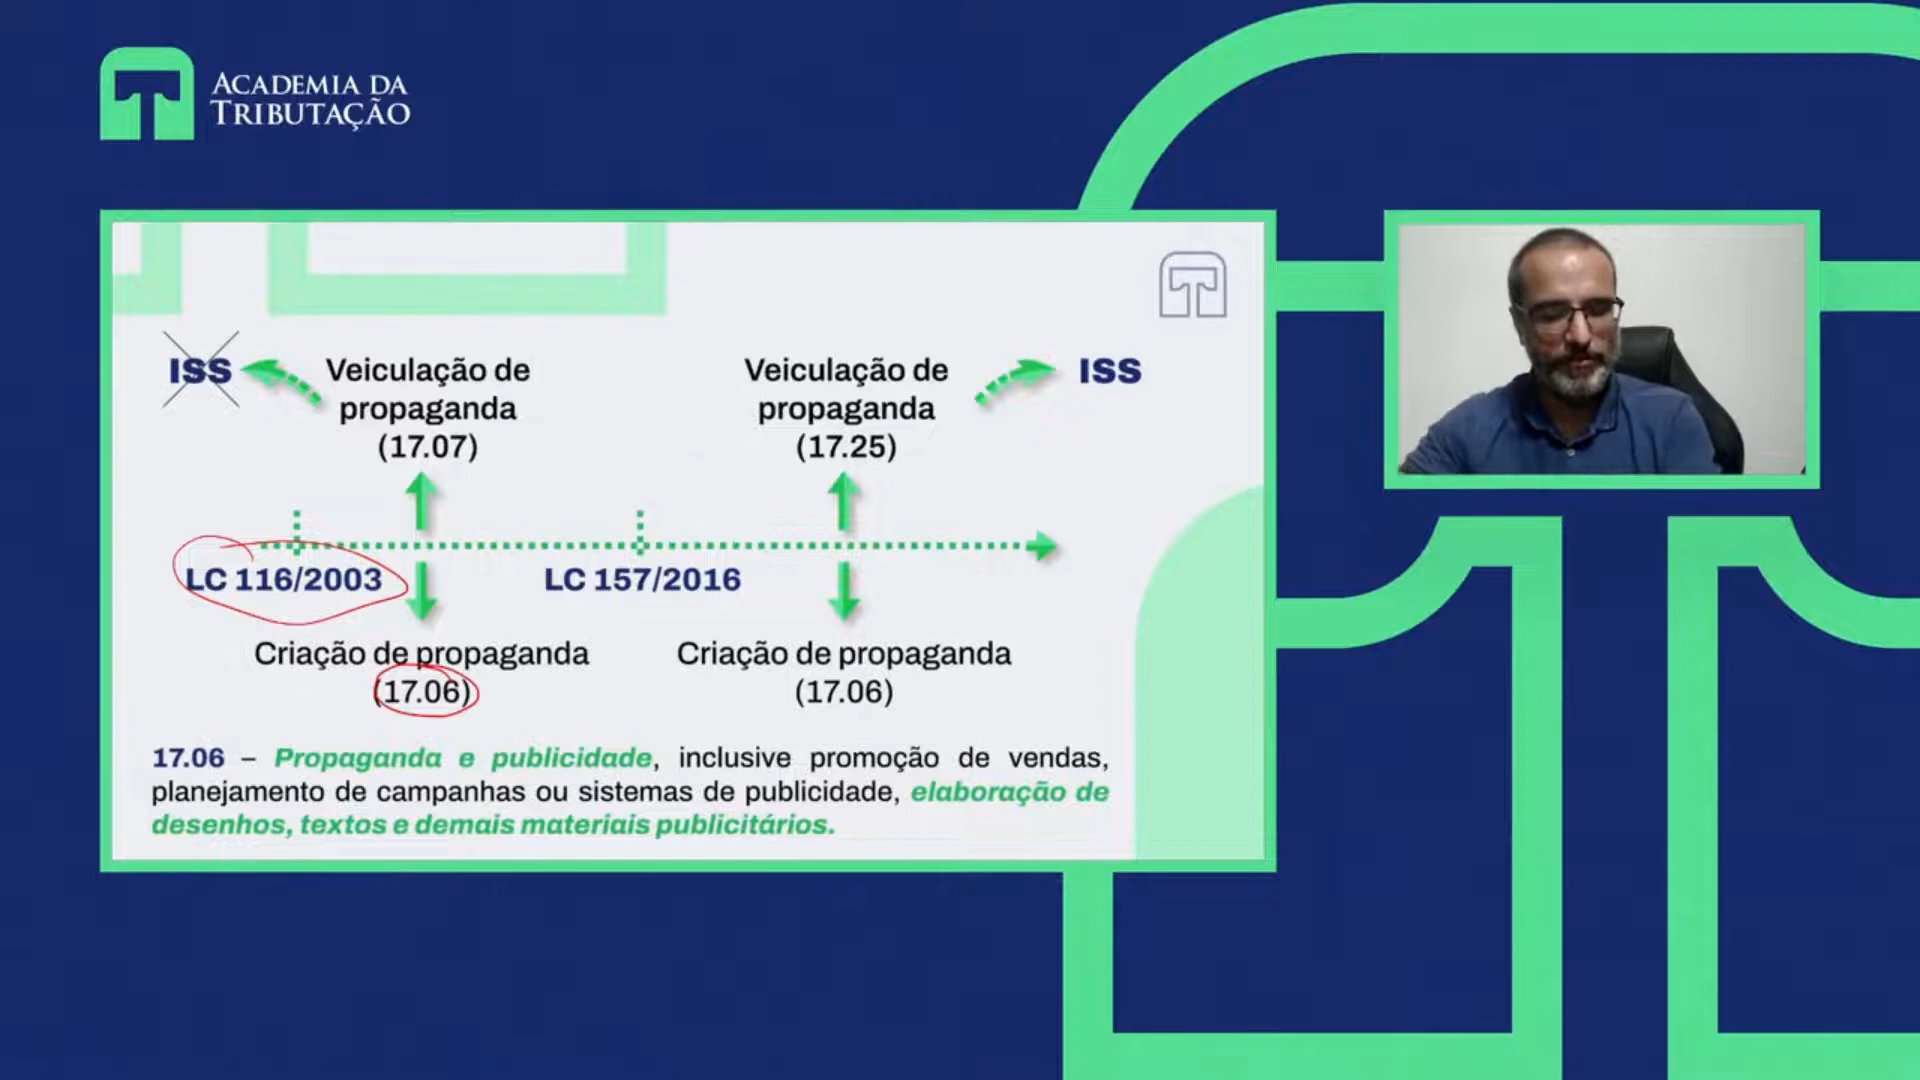 ACADEMIA DA
TRIBUTAÇÃO
ISS
Veiculação de
propaganda
(17.07)
Veiculação de
propaganda
(17.25)
ISS
LC 116/2003
LC 157/2016
Criação de propaganda
(17.06)
Criação de propaganda
(17.06)
17.06 – Propaganda e publicidade, inclusive promoção de vendas,
planejamento de campanhas ou sistemas de publicidade, elaboração de
desenhos, textos e demais materiais publicitários.